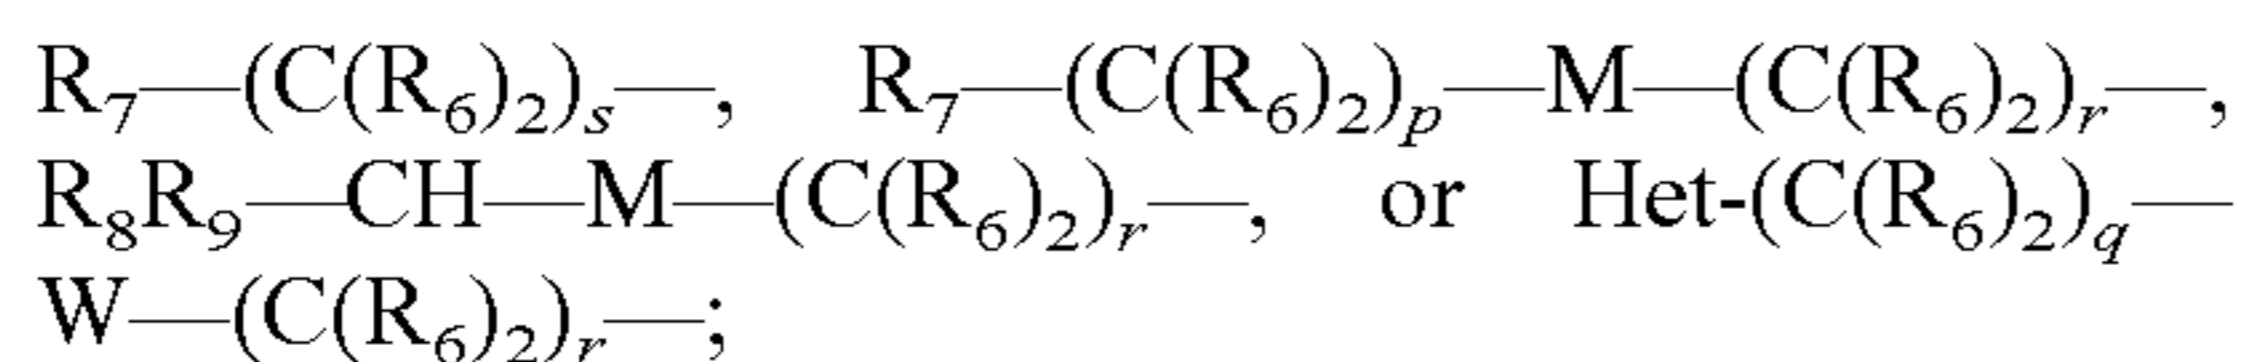 R₇—(C(R₆)₂)ₛ—, R₇—(C(R₆)₂)ₚ—M—(C(R₆)₂)ᵣ—,
R₈R₉—CH—M—(C(R₆)₂)ᵣ—, or Het-(C(R₆)₂)q—
W—(C(R₆)₂)ᵣ—;